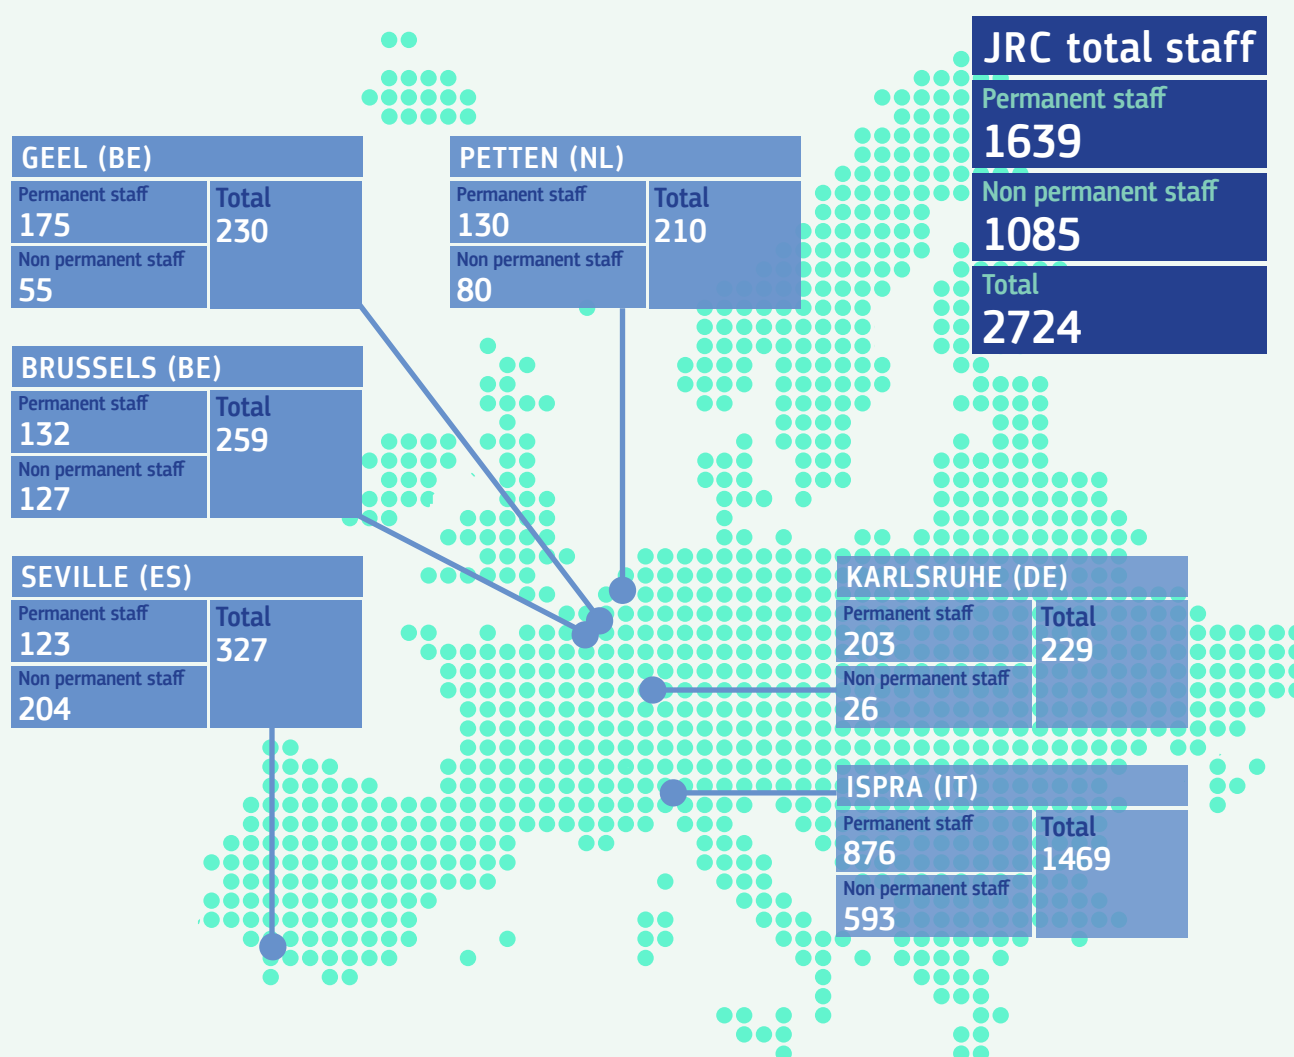 JRC total staff
Permanent staff
1639
Non permanent staff
1085
Total
2724
GEEL (BE)
Permanent staff
175
Non permanent staff
55
Total
230
PETTEN (NL)
Permanent staff
130
Non permanent staff
80
Total
210
BRUSSELS (BE)
Permanent staff
132
Non permanent staff
127
Total
259
SEVILLE (ES)
Permanent staff
123
Non permanent staff
204
Total
327
KARLSRUHE (DE)
Permanent staff
203
Non permanent staff
26
Total
229
ISPRA (IT)
Permanent staff
876
Non permanent staff
593
Total
1469